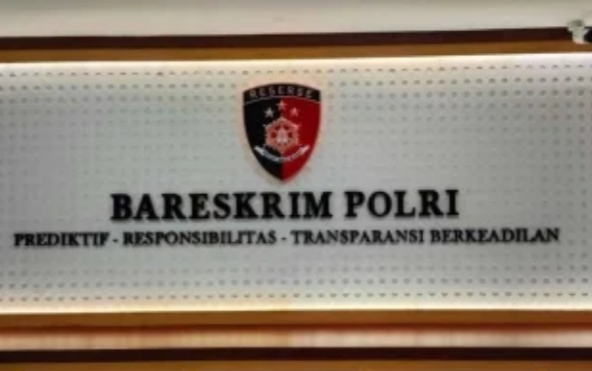 RESERSE
BARESKRIM POLRI
PREDIKTIF - RESPONSIBILITAS - TRANSPARANSI BERKEADILAN